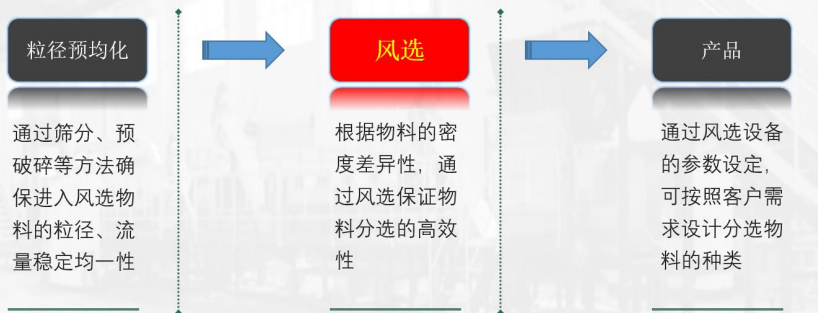 粒径预均化
风选
产品
通过筛分、预
破碎等方法确
保进入风选物
料的粒径、流
量稳定均一性
根据物料的密
度差异性，通
过风选保证物
料分选的高效
性
通过风选设备
的参数设定，
可按照客户需
求设计分选物
料的种类